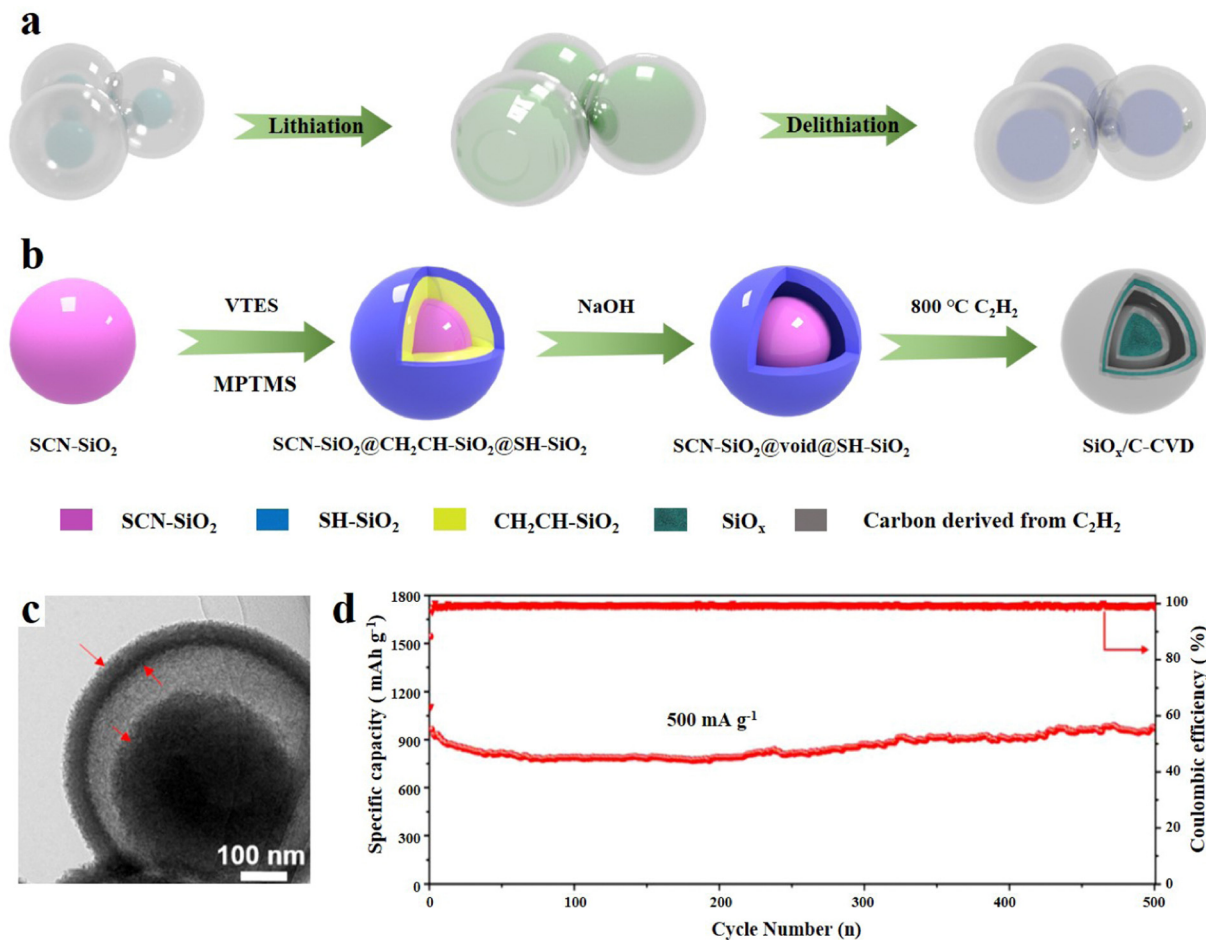 a
Lithiation
Delithiation
b
VTES
MPTMS
NaOH
800 °C C₂H₂
SCN-SiO₂
SCN-SiO₂@CH₂CH-SiO₂@SH-SiO₂
SCN-SiO₂@void@SH-SiO₂
SiOₓ/C-CVD
SCN-SiO₂
SH-SiO₂
CH₂CH-SiO₂
SiOₓ
Carbon derived from C₂H₂
c
100 nm
d
Specific capacity ( mAh g⁻¹)
1800
1500
1200
900
600
300
0
500 mA g⁻¹
100
80
60
40
20
0
Coulombic efficiency ( %)
0
100
200
300
400
500
Cycle Number (n)